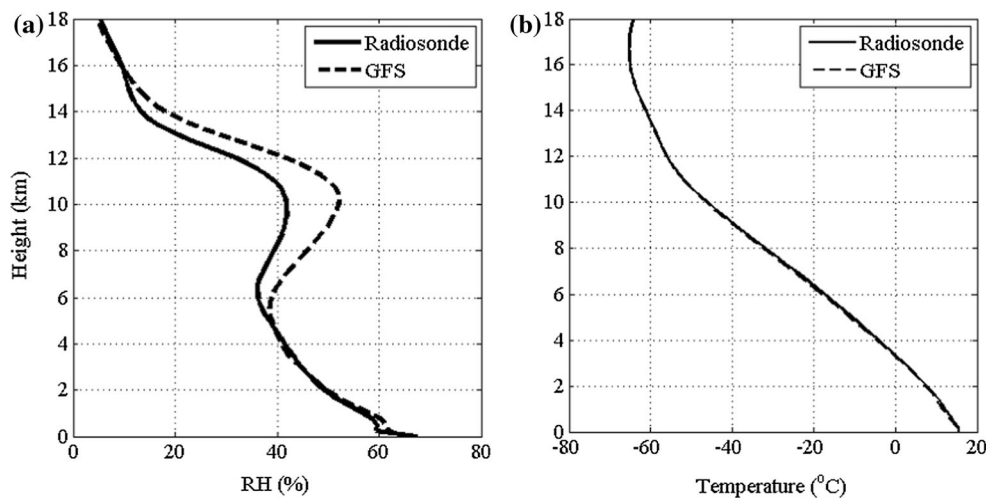 (a)
Radiosonde
GFS
Height (km)
18
16
14
12
10
8
6
4
2
0
0 20 40 60 80
RH (%)
(b)
Radiosonde
GFS
18
16
14
12
10
8
6
4
2
0
-80 -60 -40 -20 0 20
Temperature (⁰C)